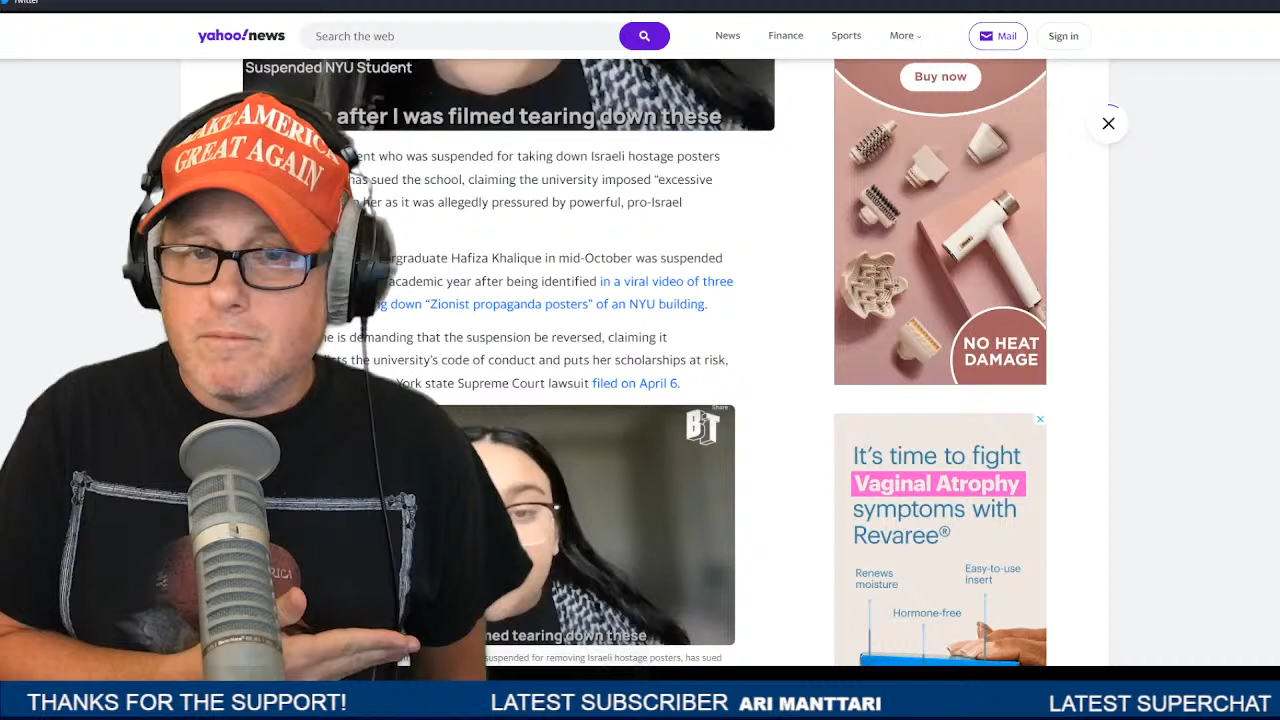 Twitter
yahoo!news
Search the web
News
Finance
Sports
More
Mail
Sign in
Suspended NYU Student
after I was filmed tearing down these
Buy now
MAKE AMERICA
GREAT AGAIN
ent who was suspended for taking down Israeli hostage posters
has sued the school, claiming the university imposed “excessive
her as it was allegedly pressured by powerful, pro-Israel
rgraduate Hafiza Khalique in mid-October was suspended
academic year after being identified in a viral video of three
g down “Zionist propaganda posters” of an NYU building.
ne is demanding that the suspension be reversed, claiming it
cts the university’s code of conduct and puts her scholarships at risk,
York state Supreme Court lawsuit filed on April 6.
NO HEAT
DAMAGE
Share
BT
It’s time to fight
Vaginal Atrophy
symptoms with
Revaree®
Renews
moisture
Easy-to-use
insert
Hormone-free
med tearing down these
suspended for removing Israeli hostage posters, has sued
THANKS FOR THE SUPPORT!
LATEST SUBSCRIBER ARI MANTTARI
LATEST SUPERCHAT